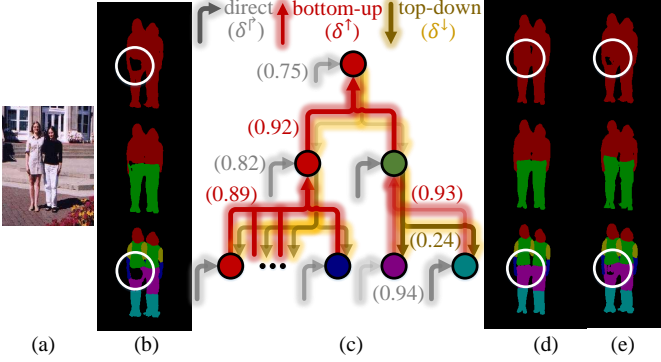 direct bottom-up top-down
(δ↱) (δ↑) (δ↓)
(0.75)
(0.92)
(0.82)
(0.89) (0.93)
(0.24)
•••
(0.94)
(a) (b) (c) (d) (e)